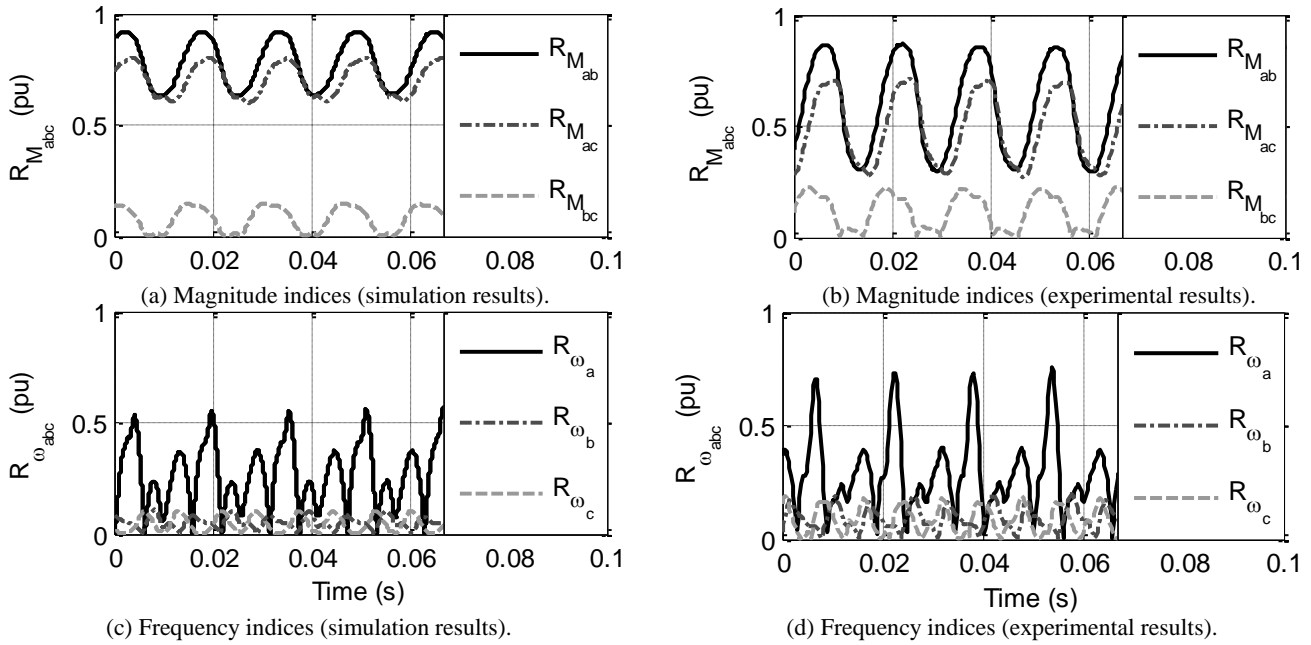 1
0.5
0
R_M_abc (pu)
R_M_ab
R_M_ac
R_M_bc
0 0.02 0.04 0.06 0.08 0.1
(a) Magnitude indices (simulation results).
1
0.5
0
R_M_abc (pu)
R_M_ab
R_M_ac
R_M_bc
0 0.02 0.04 0.06 0.08 0.1
(b) Magnitude indices (experimental results).
1
0.5
0
R_ω_abc (pu)
R_ω_a
R_ω_b
R_ω_c
0 0.02 0.04 0.06 0.08 0.1
Time (s)
(c) Frequency indices (simulation results).
1
0.5
0
R_ω_abc (pu)
R_ω_a
R_ω_b
R_ω_c
0 0.02 0.04 0.06 0.08 0.1
Time (s)
(d) Frequency indices (experimental results).